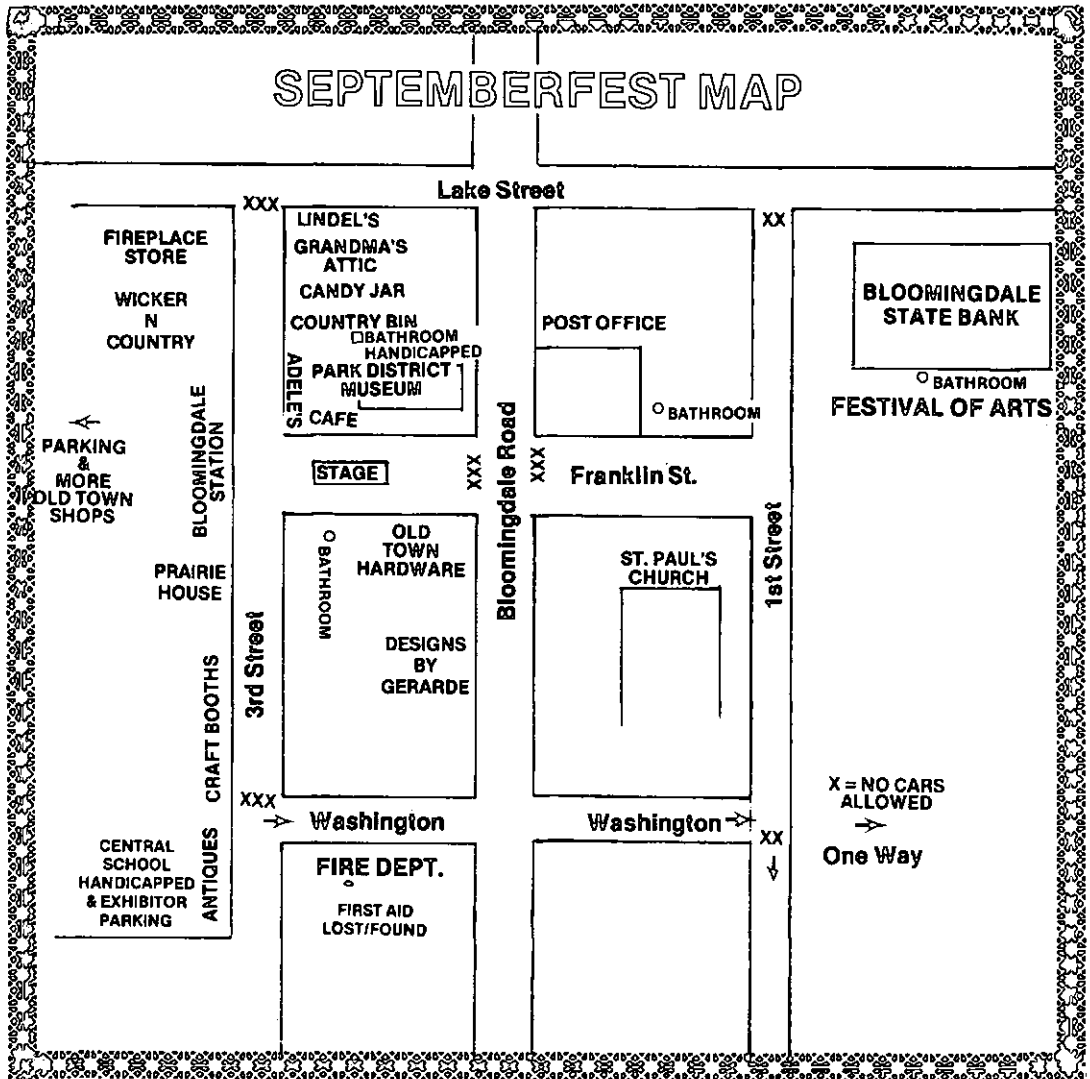 SEPTEMBERFEST MAP
Lake Street
XXX
XX
LINDEL'S
GRANDMA'S
ATTIC
CANDY JAR
COUNTRY BIN
BATHROOM
HANDICAPPED
PARK DISTRICT
MUSEUM
ADELE'S
CAFE
FIREPLACE
STORE
WICKER
N
COUNTRY
BLOOMINGDALE
STATION
PARKING
&
MORE
OLD TOWN
SHOPS
PRAIRIE
HOUSE
CRAFT BOOTHS
ANTIQUES
CENTRAL
SCHOOL
HANDICAPPED
& EXHIBITOR
PARKING
3rd Street
STAGE
XXX
XXX
Bloomingdale Road
Franklin St.
POST OFFICE
BATHROOM
BLOOMINGDALE
STATE BANK
BATHROOM
FESTIVAL OF ARTS
1st Street
BATHROOM
OLD
TOWN
HARDWARE
DESIGNS
BY
GERARDE
ST. PAUL'S
CHURCH
XXX
Washington
Washington
XX
X = NO CARS
ALLOWED
One Way
FIRE DEPT.
FIRST AID
LOST/FOUND